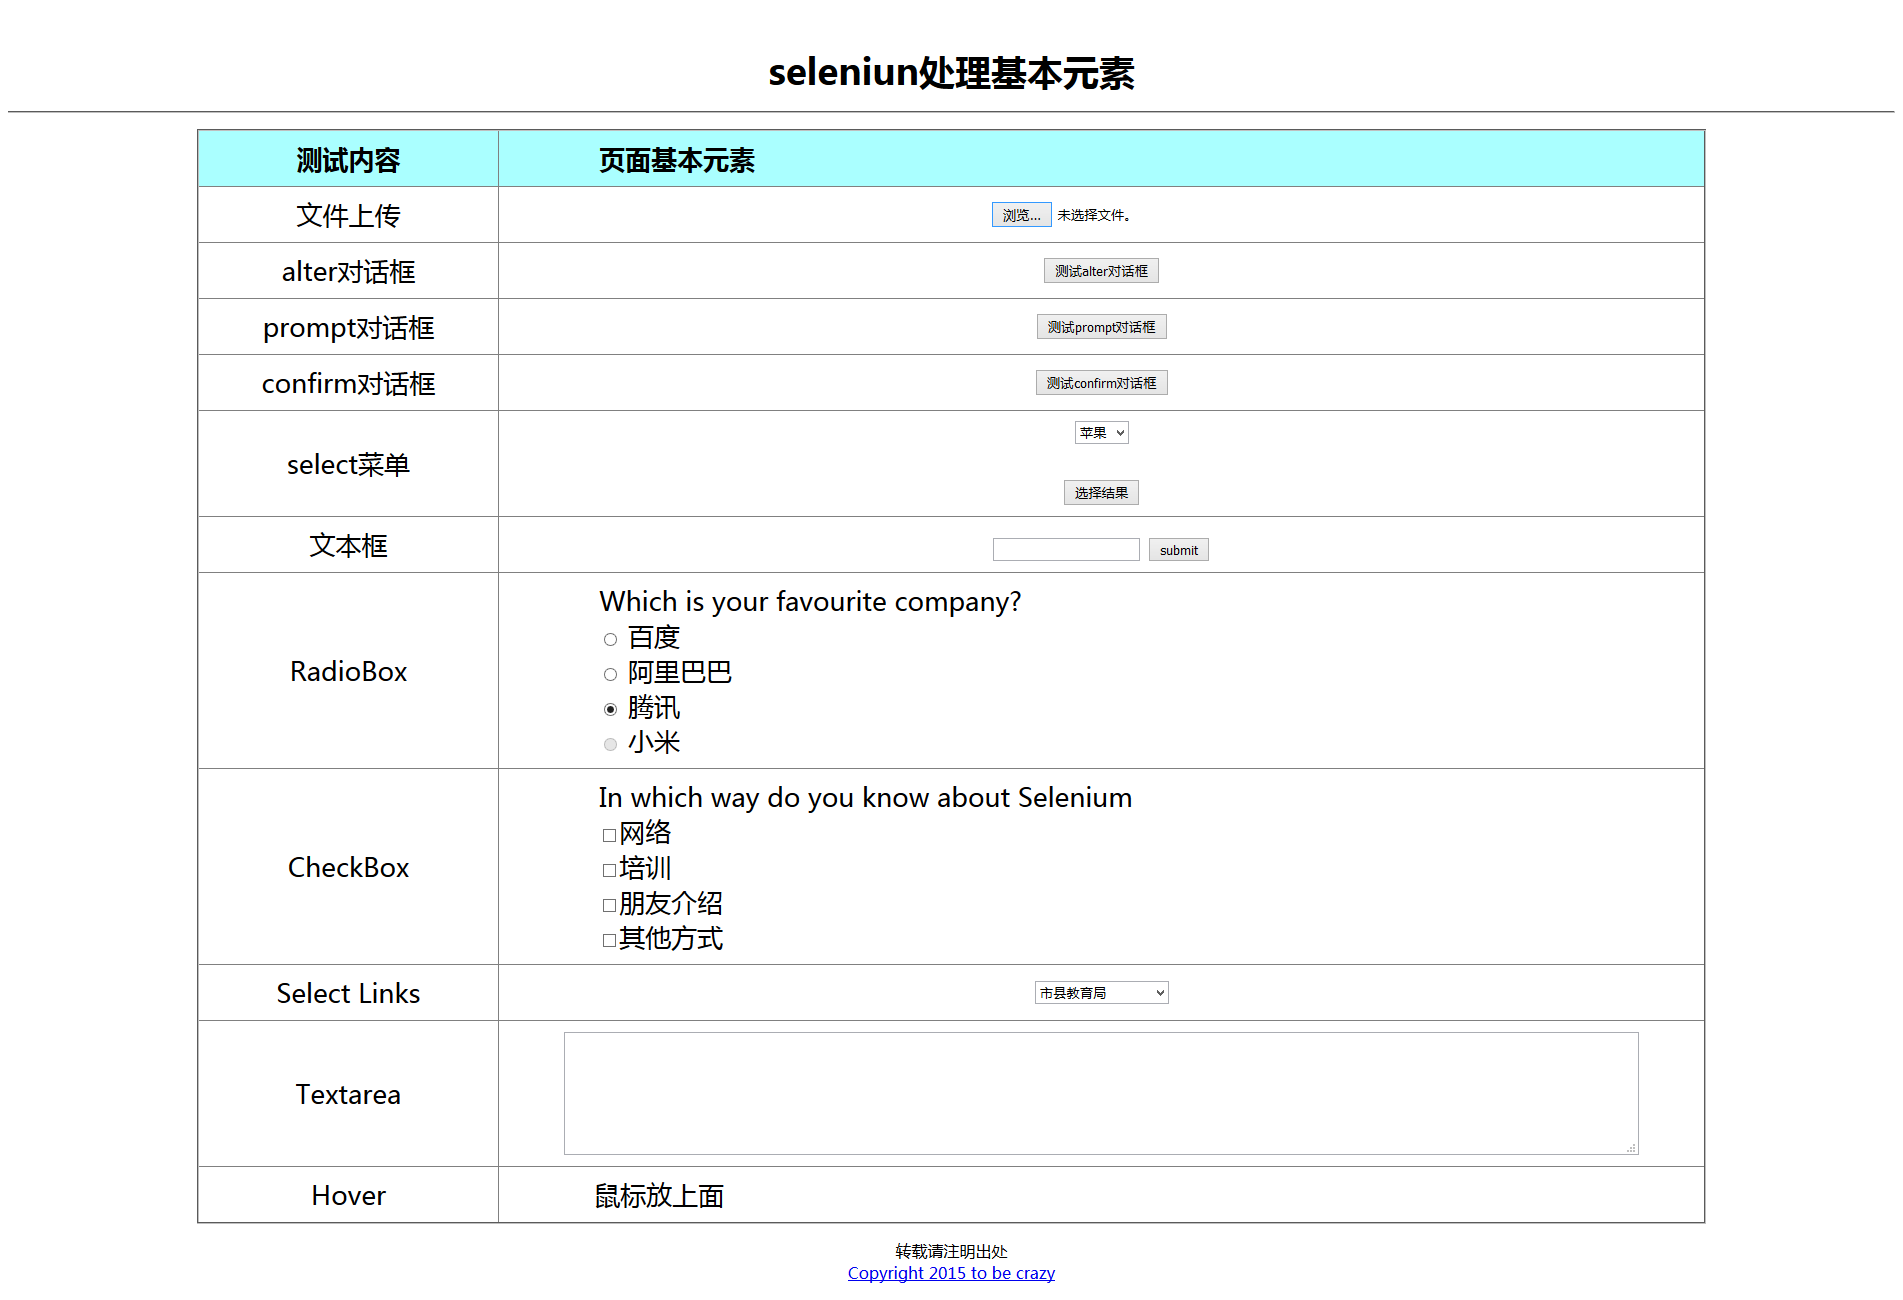 seleniun处理基本元素
测试内容 页面基本元素
文件上传 浏览... 未选择文件。
alter对话框 测试alter对话框
prompt对话框 测试prompt对话框
confirm对话框 测试confirm对话框
苹果
select菜单
选择结果
文本框 submit
Which is your favourite company?
百度
阿里巴巴
RadioBox
腾讯
小米
In which way do you know about Selenium
网络
培训
CheckBox
朋友介绍
其他方式
Select Links 市县教育局
Textarea
Hover 鼠标放上面
转载请注明出处
Copyright 2015 to be crazy